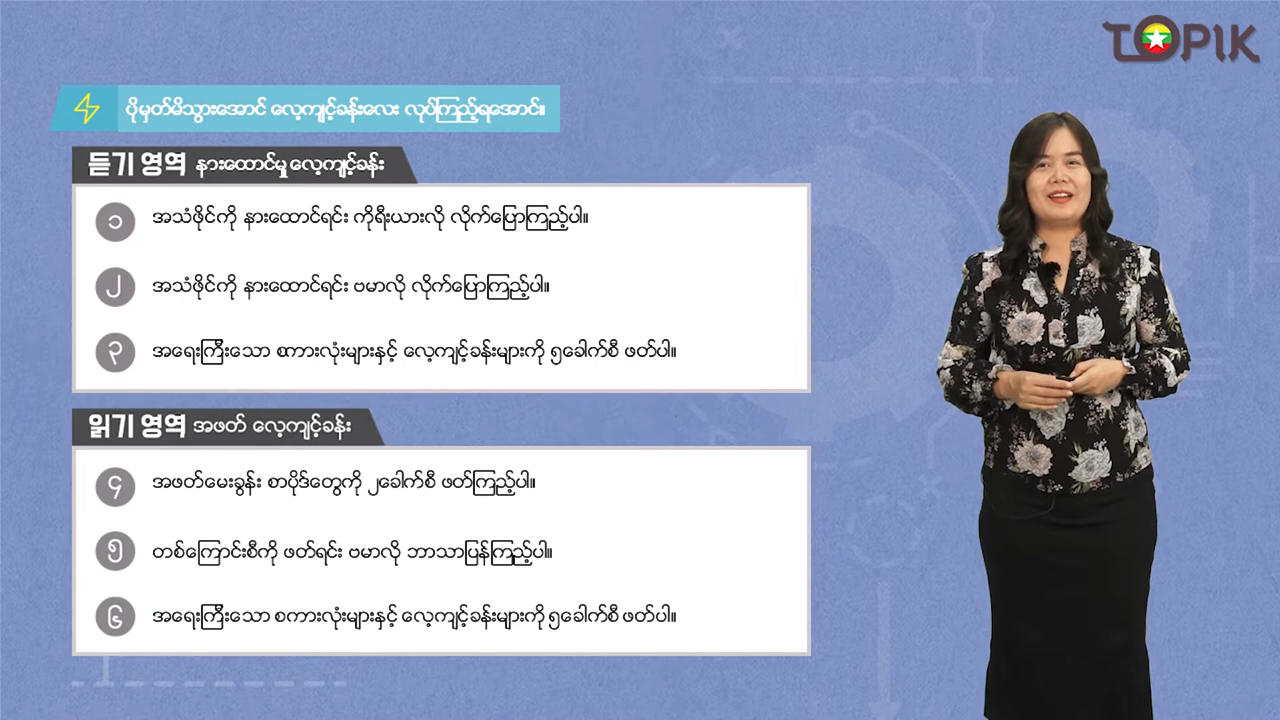 TOPIK
ပိုမှတ်မိသွားအောင် လေ့ကျင့်ခန်းလေး လုပ်ကြည့်ရအောင်။
듣기 영역 နားထောင်မှု လေ့ကျင့်ခန်း
၁ အသံဖိုင်ကို နားထောင်ရင်း ကိုရီးယားလို လိုက်ပြောကြည့်ပါ။
၂ အသံဖိုင်ကို နားထောင်ရင်း ဗမာလို လိုက်ပြောကြည့်ပါ။
၃ အရေးကြီးသော စကားလုံးများနှင့် လေ့ကျင့်ခန်းများကို ၅ခေါက်စီ ဖတ်ပါ။
읽기 영역 အဖတ် လေ့ကျင့်ခန်း
၄ အဖတ်မေးခွန်း စာပိုဒ်တွေကို ၂ခေါက်စီ ဖတ်ကြည့်ပါ။
၅ တစ်ကြောင်းစီကို ဖတ်ရင်း ဗမာလို ဘာသာပြန်ကြည့်ပါ။
၆ အရေးကြီးသော စကားလုံးများနှင့် လေ့ကျင့်ခန်းများကို ၅ခေါက်စီ ဖတ်ပါ။